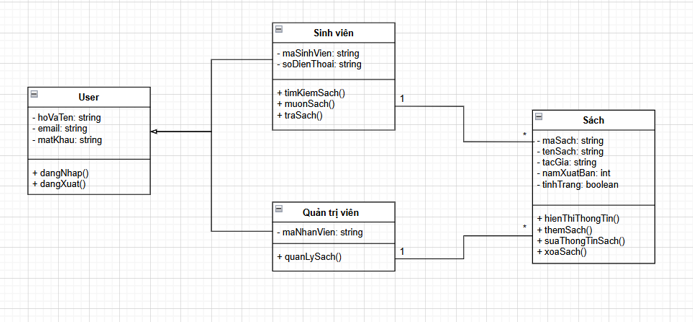 User
- hoVaTen: string
- email: string
- matKhau: string
+ dangNhap()
+ dangXuat()
Sinh viên
- maSinhVien: string
- soDienThoai: string
+ timKiemSach()
+ muonSach()
+ traSach()
1
*
Quản trị viên
- maNhanVien: string
+ quanLySach()
1
*
Sách
- maSach: string
- tenSach: string
- tacGia: string
- namXuatBan: int
- tinhTrang: boolean
+ hienThiThongTin()
+ themSach()
+ suaThongTinSach()
+ xoaSach()